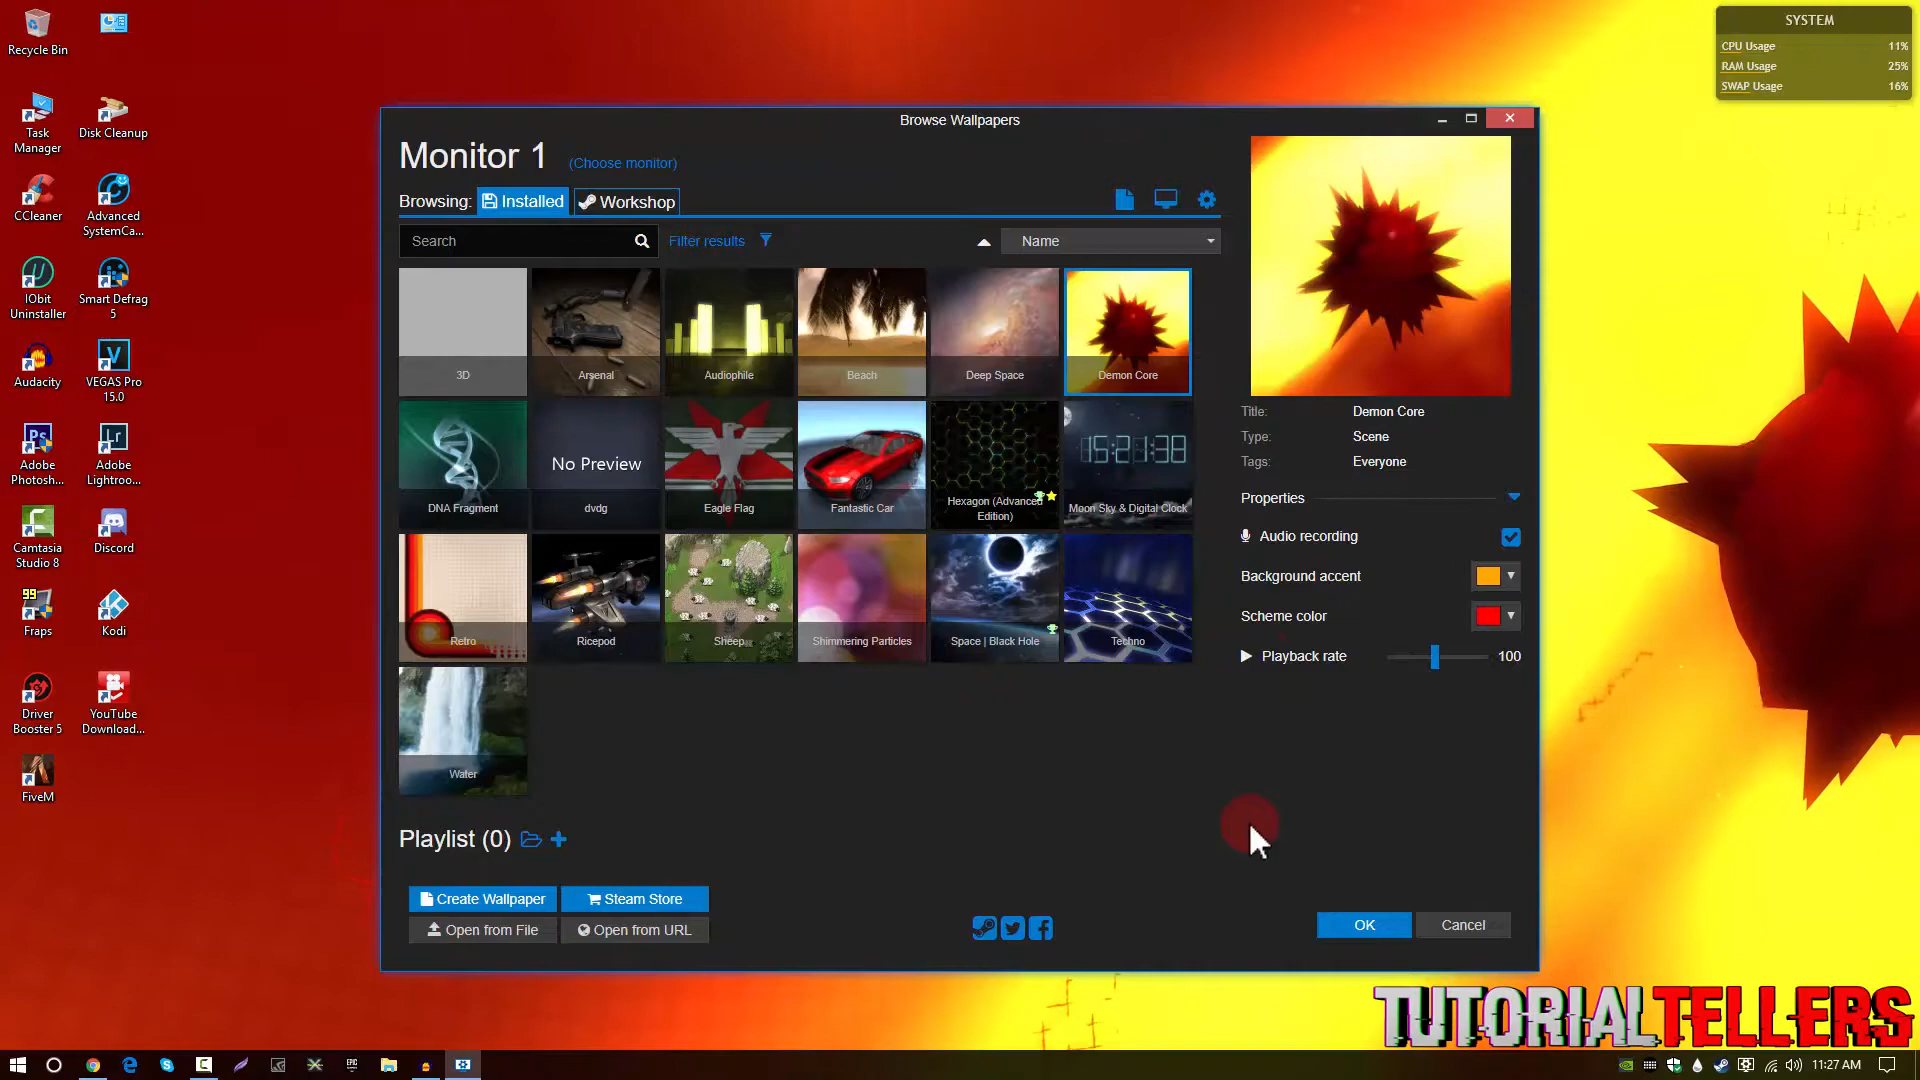 Recycle Bin
Task
Manager
Disk Cleanup
CCleaner
Advanced
SystemCa...
IObit
Uninstaller
Smart Defrag
5
Audacity
VEGAS Pro
15.0
Adobe
Photosh...
Adobe
Lightroo...
Camtasia
Studio 8
Discord
99
Fraps
Kodi
Driver
Booster 5
YouTube
Download...
FiveM
SYSTEM
CPU Usage 11%
RAM Usage 25%
SWAP Usage 16%
Browse Wallpapers
Monitor 1 (Choose monitor)
Browsing: Installed Workshop
Search Filter results Name
3D Arsenal Audiophile Beach Deep Space Demon Core
15:21:38
No Preview
DNA Fragment dvdg Eagle Flag Fantastic Car Hexagon (Advanced
Edition) Moon Sky & Digital Clock
Retro Ricepod Sheep Shimmering Particles Space | Black Hole Techno
Water
Title: Demon Core
Type: Scene
Tags: Everyone
Properties
Audio recording
Background accent
Scheme color
Playback rate 100
Playlist (0)
Create Wallpaper Steam Store
Open from File Open from URL
OK Cancel
TUTORIALTELLERS
EPIC
11:27 AM